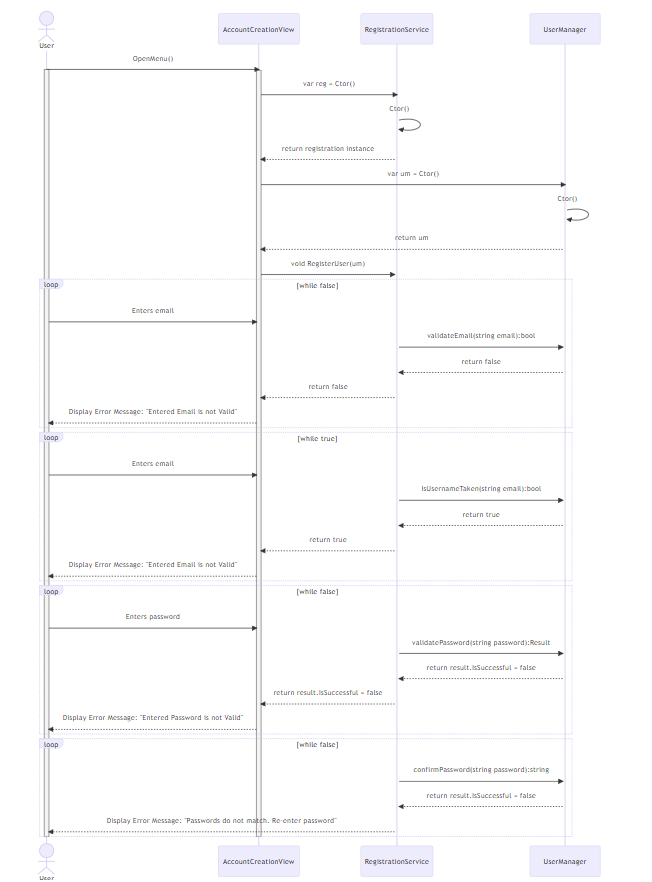 User
AccountCreationView
RegistrationService
UserManager
OpenMenu()
var reg = Ctor()
Ctor()
return registration instance
var um = Ctor()
Ctor()
return um
void RegisterUser(um)
loop
[while false]
Enters email
validateEmail(string email):bool
return false
return false
Display Error Message: "Entered Email is not Valid"
loop
[while true]
Enters email
IsUsernameTaken(string email):bool
return true
return true
Display Error Message: "Entered Email is not Valid"
loop
[while false]
Enters password
validatePassword(string password):Result
return result.IsSuccessful = false
return result.IsSuccessful = false
Display Error Message: "Entered Password is not Valid"
loop
[while false]
confirmPassword(string password):string
return result.IsSuccessful = false
Display Error Message: "Passwords do not match. Re-enter password"
User
AccountCreationView
RegistrationService
UserManager